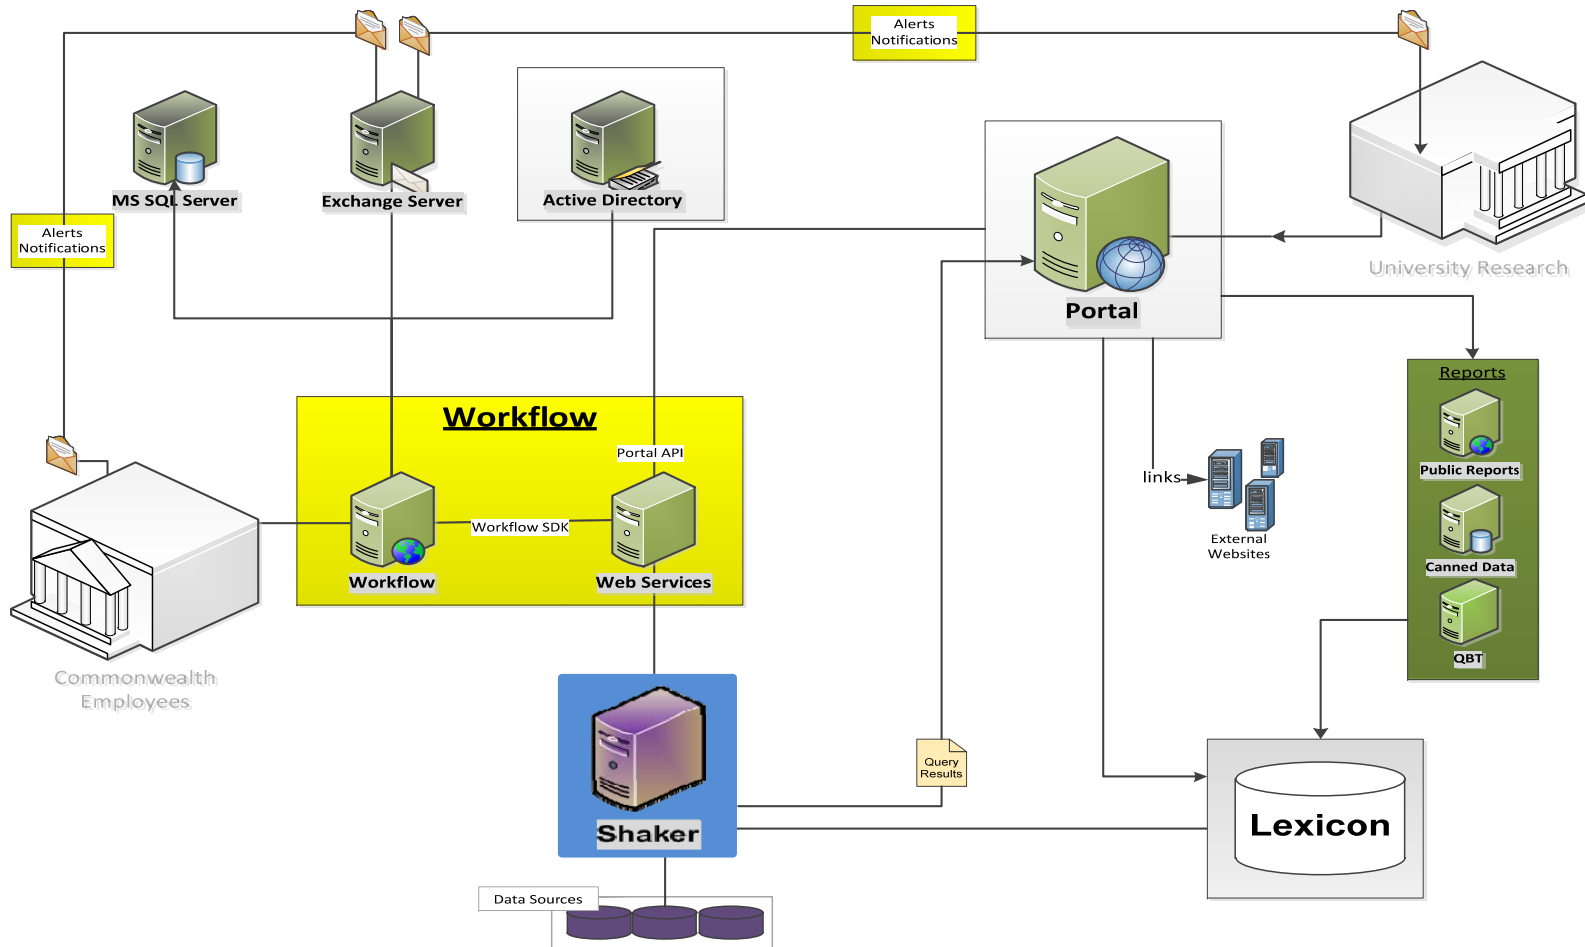 Alerts
Notifications
MS SQL Server
Exchange Server
Active Directory
Alerts
Notifications
University Research
Portal
Reports
Public Reports
Canned Data
QBT
Workflow
Portal API
Workflow SDK
Workflow
Web Services
links
External
Websites
Commonwealth
Employees
Query
Results
Shaker
Lexicon
Data Sources